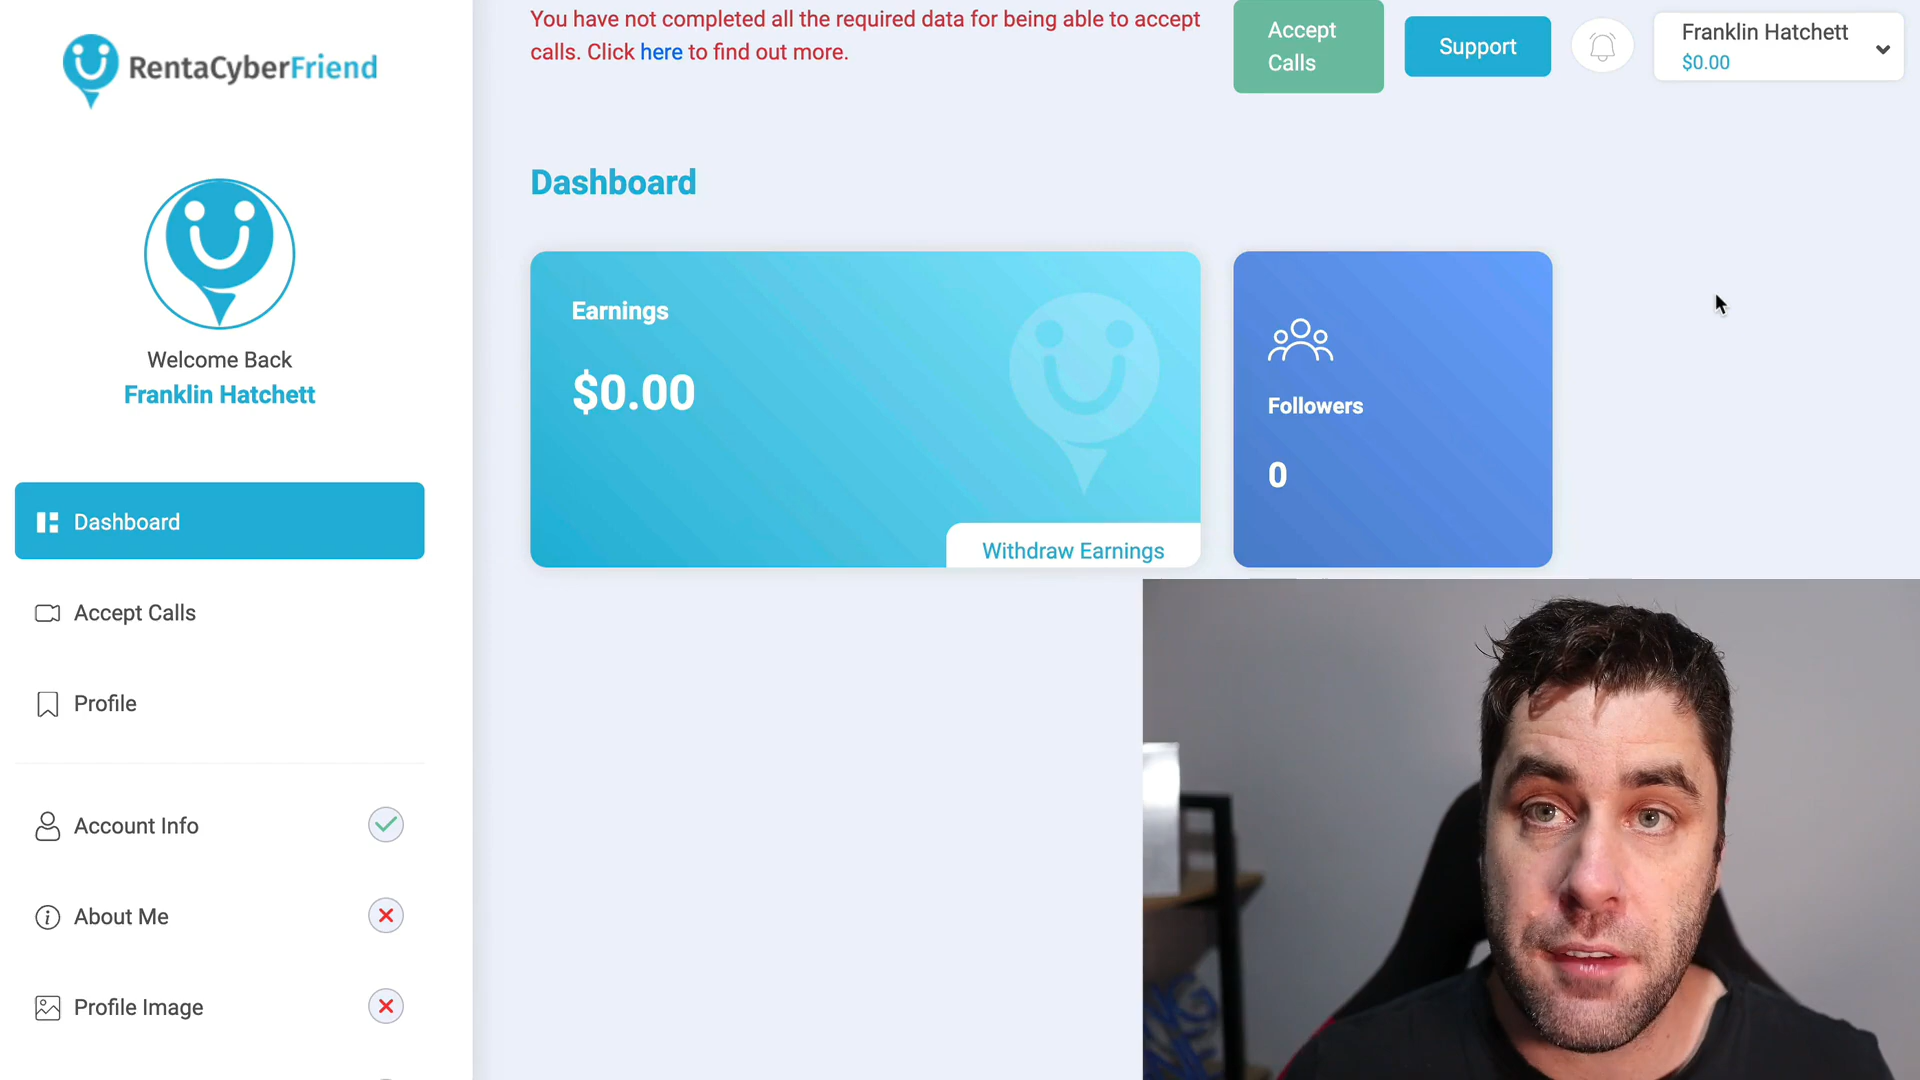 RentaCyberFriend
You have not completed all the required data for being able to accept
calls. Click here to find out more.
Accept
Calls
Support
Franklin Hatchett
$0.00
Dashboard
Welcome Back
Franklin Hatchett
Earnings
$0.00
Withdraw Earnings
Followers
0
Dashboard
Accept Calls
Profile
Account Info
About Me
Profile Image